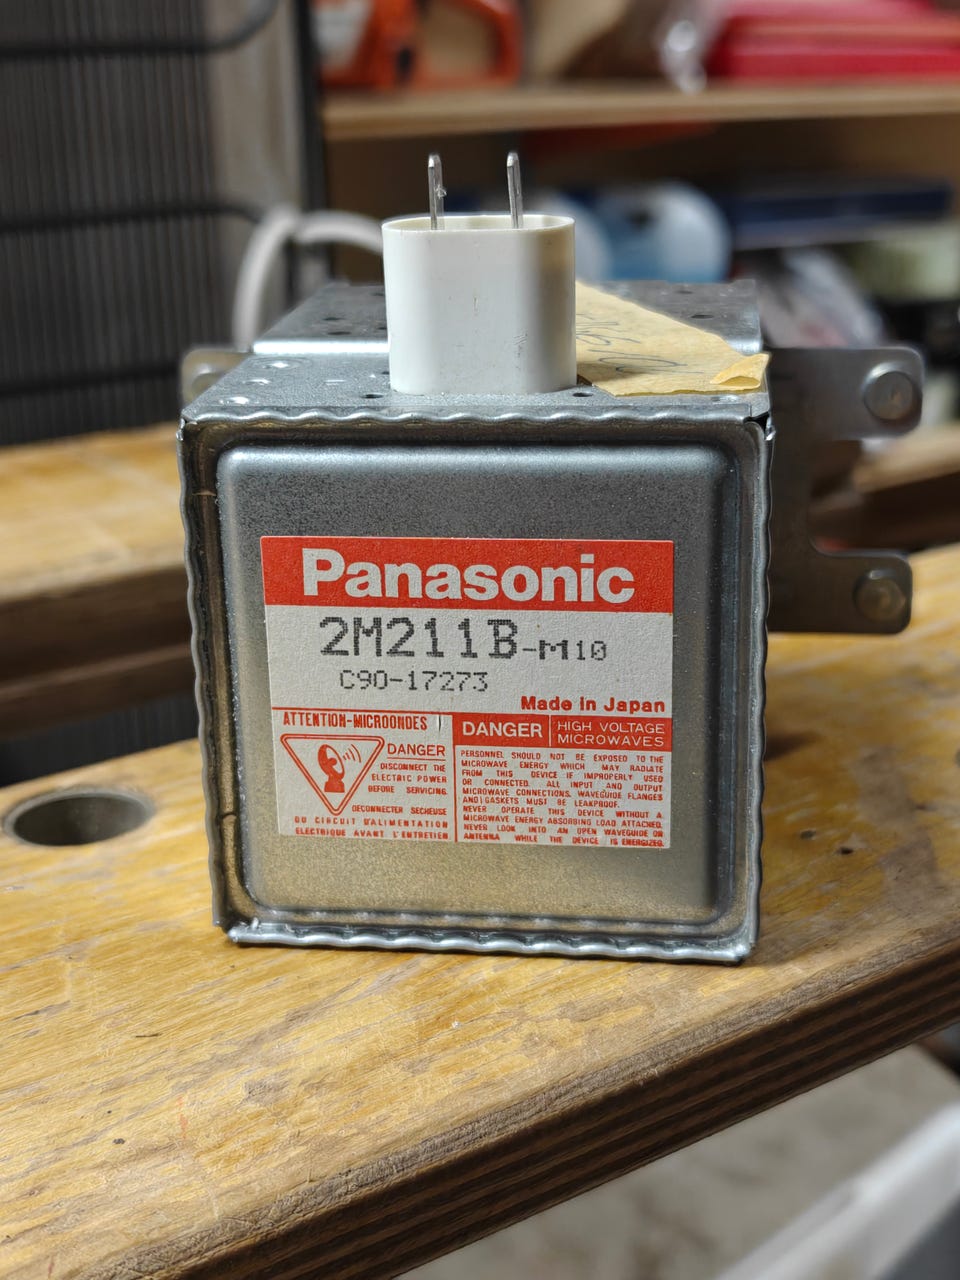 Panasonic
2M211B-M10
C90-17273
Made in Japan
ATTENTION-MICROONDES
DANGER
DISCONNECT THE
ELECTRIC POWER
BEFORE SERVICING.
DECONNECTER SECHEUSE
DU CIRCUIT D'ALIMENTATION
ELECTRIQUE AVANT L'ENTRETIEN
DANGER
HIGH VOLTAGE
MICROWAVES
PERSONNEL SHOULD NOT BE EXPOSED TO THE
MICROWAVE ENERGY WHICH MAY RADIATE
FROM THIS DEVICE IF IMPROPERLY USED
OR CONNECTED. ALL INPUT AND OUTPUT
MICROWAVE CONNECTIONS. WAVEGUIDE FLANGES
AND GASKETS MUST BE LEAKPROOF.
NEVER OPERATE THIS DEVICE WITHOUT A
MICROWAVE ENERGY ABSORBING LOAD ATTACHED.
NEVER LOOK INTO AN OPEN WAVEGUIDE OR
ANTENNA WHILE THE DEVICE IS ENERGIZED.